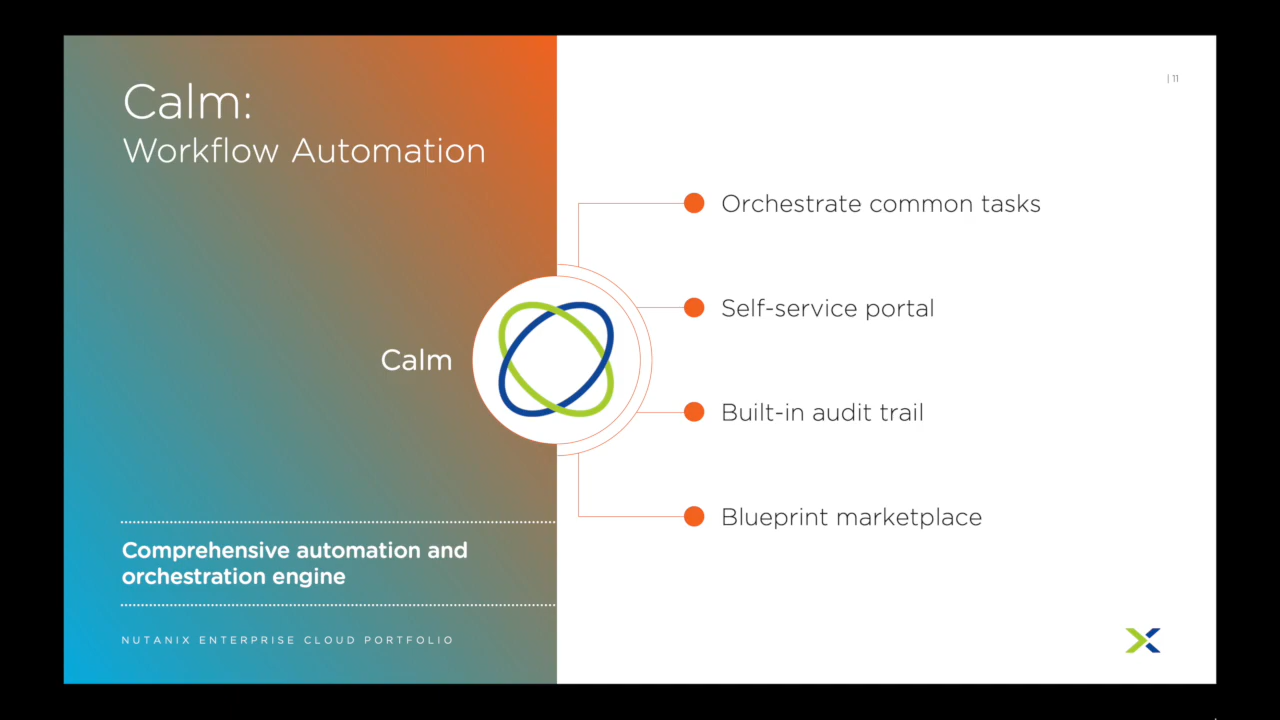 Calm:
Workflow Automation
| 11
Orchestrate common tasks
Self-service portal
Calm
Built-in audit trail
Blueprint marketplace
Comprehensive automation and
orchestration engine
NUTANIX ENTERPRISE CLOUD PORTFOLIO